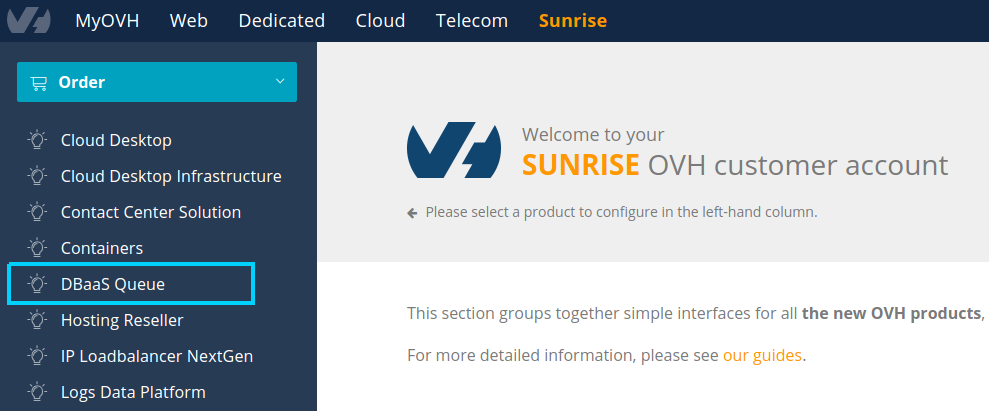 MyOVH Web Dedicated Cloud Telecom Sunrise
Order
Cloud Desktop
Cloud Desktop Infrastructure
Contact Center Solution
Containers
DBaaS Queue
Hosting Reseller
IP Loadbalancer NextGen
Logs Data Platform
Welcome to your
SUNRISE OVH customer account
Please select a product to configure in the left-hand column.
This section groups together simple interfaces for all the new OVH products,
For more detailed information, please see our guides.